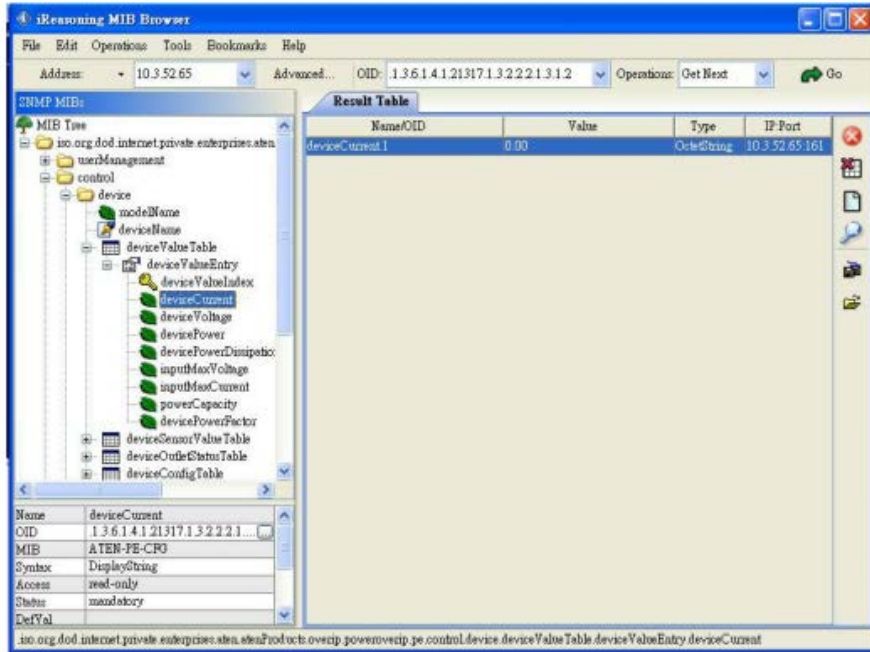 iReasoning MIB Browser
File Edit Operations Tools Bookmarks Help
Address: 10.3.52.65 Advanced... OID: .1.3.6.1.4.1.21317.1.3.2.2.2.1.3.1.2 Operations: Get Next Go
SNMP MIBs
MIB Tree
iso.org.dod.internet.private.enterprises.aten
userManagement
control
device
modelName
deviceName
deviceValueTable
deviceValueEntry
deviceValueIndex
deviceCurrent
deviceVoltage
devicePower
devicePowerDissipation
inputMaxVoltage
inputMaxCurrent
powerCapacity
devicePowerFactor
deviceSensorValueTable
deviceOutletStatusTable
deviceConfigTable
Result Table
Name/OID Value Type IP:Port
deviceCurrent.1 0.00 OctetString 10.3.52.65:161
Name deviceCurrent
OID .1.3.6.1.4.1.21317.1.3.2.2.2.1.... ...
MIB ATEN-PE-CFG
Syntax DisplayString
Access read-only
Status mandatory
DefVal
.iso.org.dod.internet.private.enterprises.aten.atenProducts.overip.poweroverip.pe.control.device.deviceValueTable.deviceValueEntry.deviceCurrent